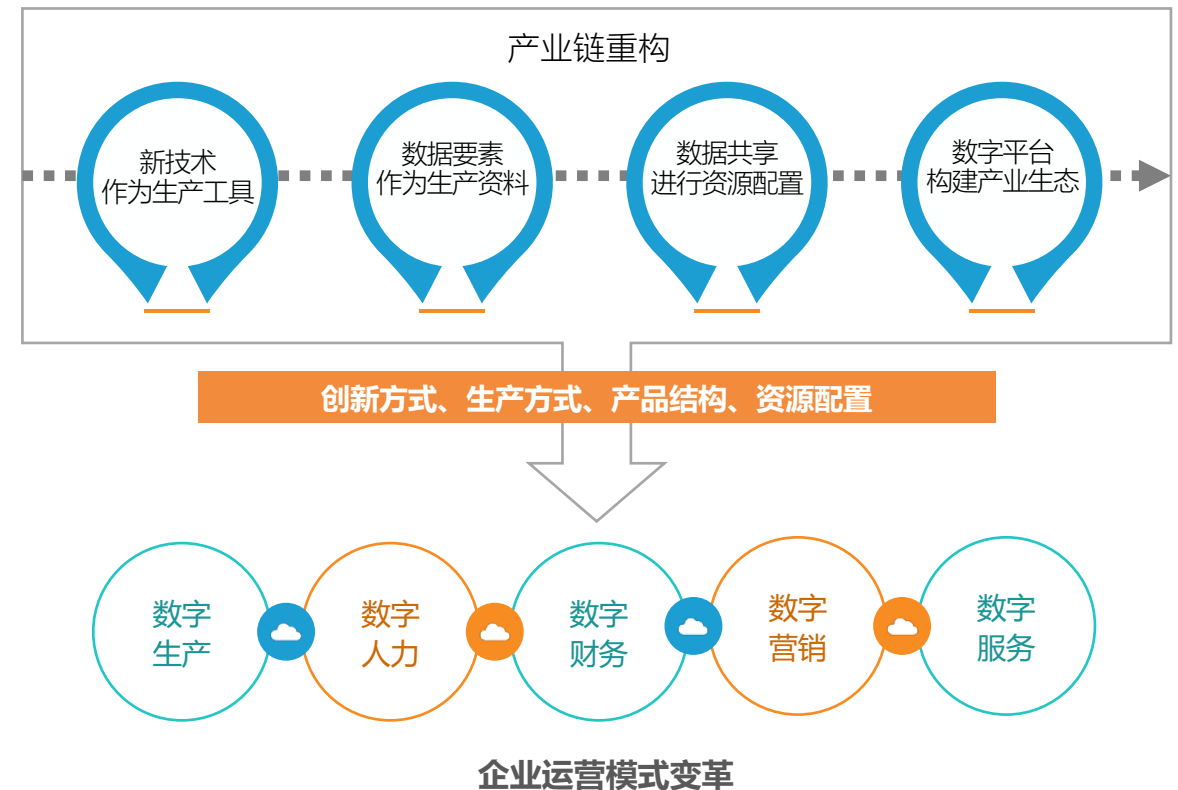 产业链重构
新技术
作为生产工具
数据要素
作为生产资料
数据共享
进行资源配置
数字平台
构建产业生态
创新方式、生产方式、产品结构、资源配置
数字
生产
数字
人力
数字
财务
数字
营销
数字
服务
企业运营模式变革